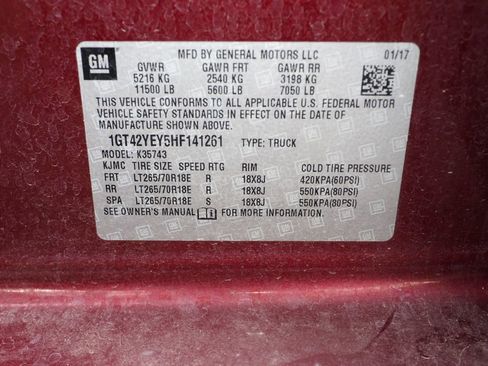 GM
MFD BY GENERAL MOTORS LLC 01/17
GVWR GAWR FRT GAWR RR
5216 KG 2540 KG 3198 KG
11500 LB 5600 LB 7050 LB
THIS VEHICLE CONFORMS TO ALL APPLICABLE U.S. FEDERAL MOTOR
VEHICLE SAFETY STANDARDS IN EFFECT ON THE DATE OF
MANUFACTURE SHOWN ABOVE.
1GT42YEY5HF141261 TYPE: TRUCK
MODEL: K35743
KJMC TIRE SIZE SPEED RTG RIM COLD TIRE PRESSURE
FRT LT265/70R18E R 18X8J 420KPA(60PSI)
RR LT265/70R18E R 18X8J 550KPA(80PSI)
SPA LT265/70R18E S 18X8J 550KPA(80PSI)
SEE OWNER'S MANUAL FOR MORE INFORMATION.